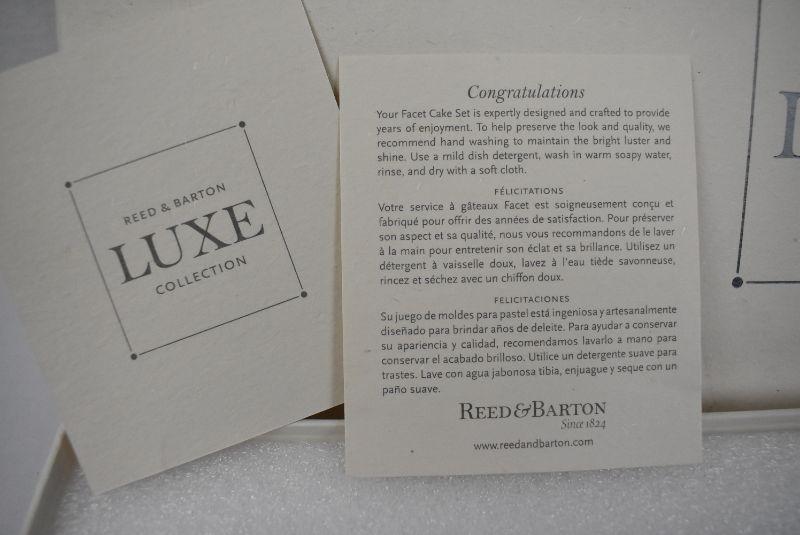 REED & BARTON
LUXE
COLLECTION
Congratulations
Your Facet Cake Set is expertly designed and crafted to provide
years of enjoyment. To help preserve the look and quality, we
recommend hand washing to maintain the bright luster and
shine. Use a mild dish detergent, wash in warm soapy water,
rinse, and dry with a soft cloth.
FÉLICITATIONS
Votre service à gâteaux Facet est soigneusement conçu et
fabriqué pour offrir des années de satisfaction. Pour préserver
son aspect et sa qualité, nous vous recommandons de le laver
à la main pour entretenir son éclat et sa brillance. Utilisez un
détergent à vaisselle doux, lavez à l'eau tiède savonneuse,
rincez et séchez avec un chiffon doux.
FELICITACIONES
Su juego de moldes para pastel está ingeniosa y artesanalmente
diseñado para brindar años de deleite. Para ayudar a conservar
su apariencia y calidad, recomendamos lavarlo a mano para
conservar el acabado brilloso. Utilice un detergente suave para
trastes. Lave con agua jabonosa tibia, enjuague y seque con un
paño suave.
REED & BARTON
Since 1824
www.reedandbarton.com